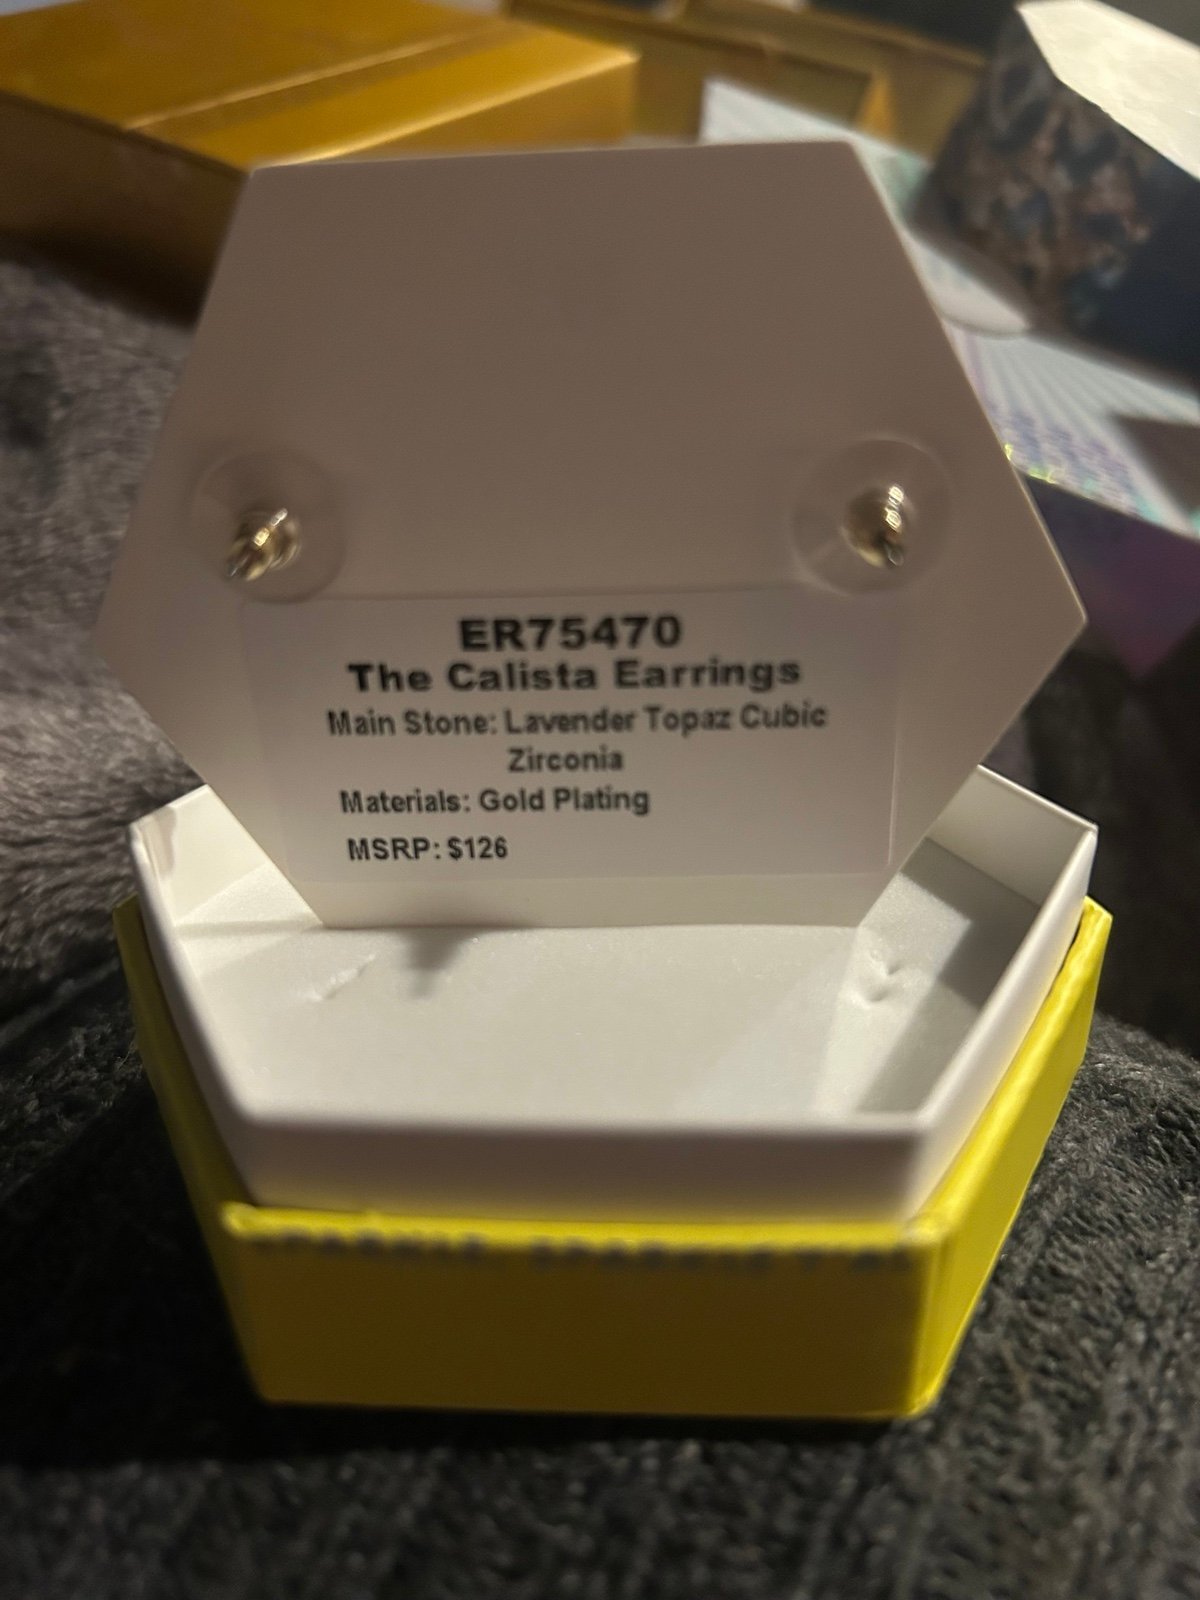 ER75470
The Calista Earrings
Main Stone: Lavender Topaz Cubic
Zirconia
Materials: Gold Plating
MSRP: $126